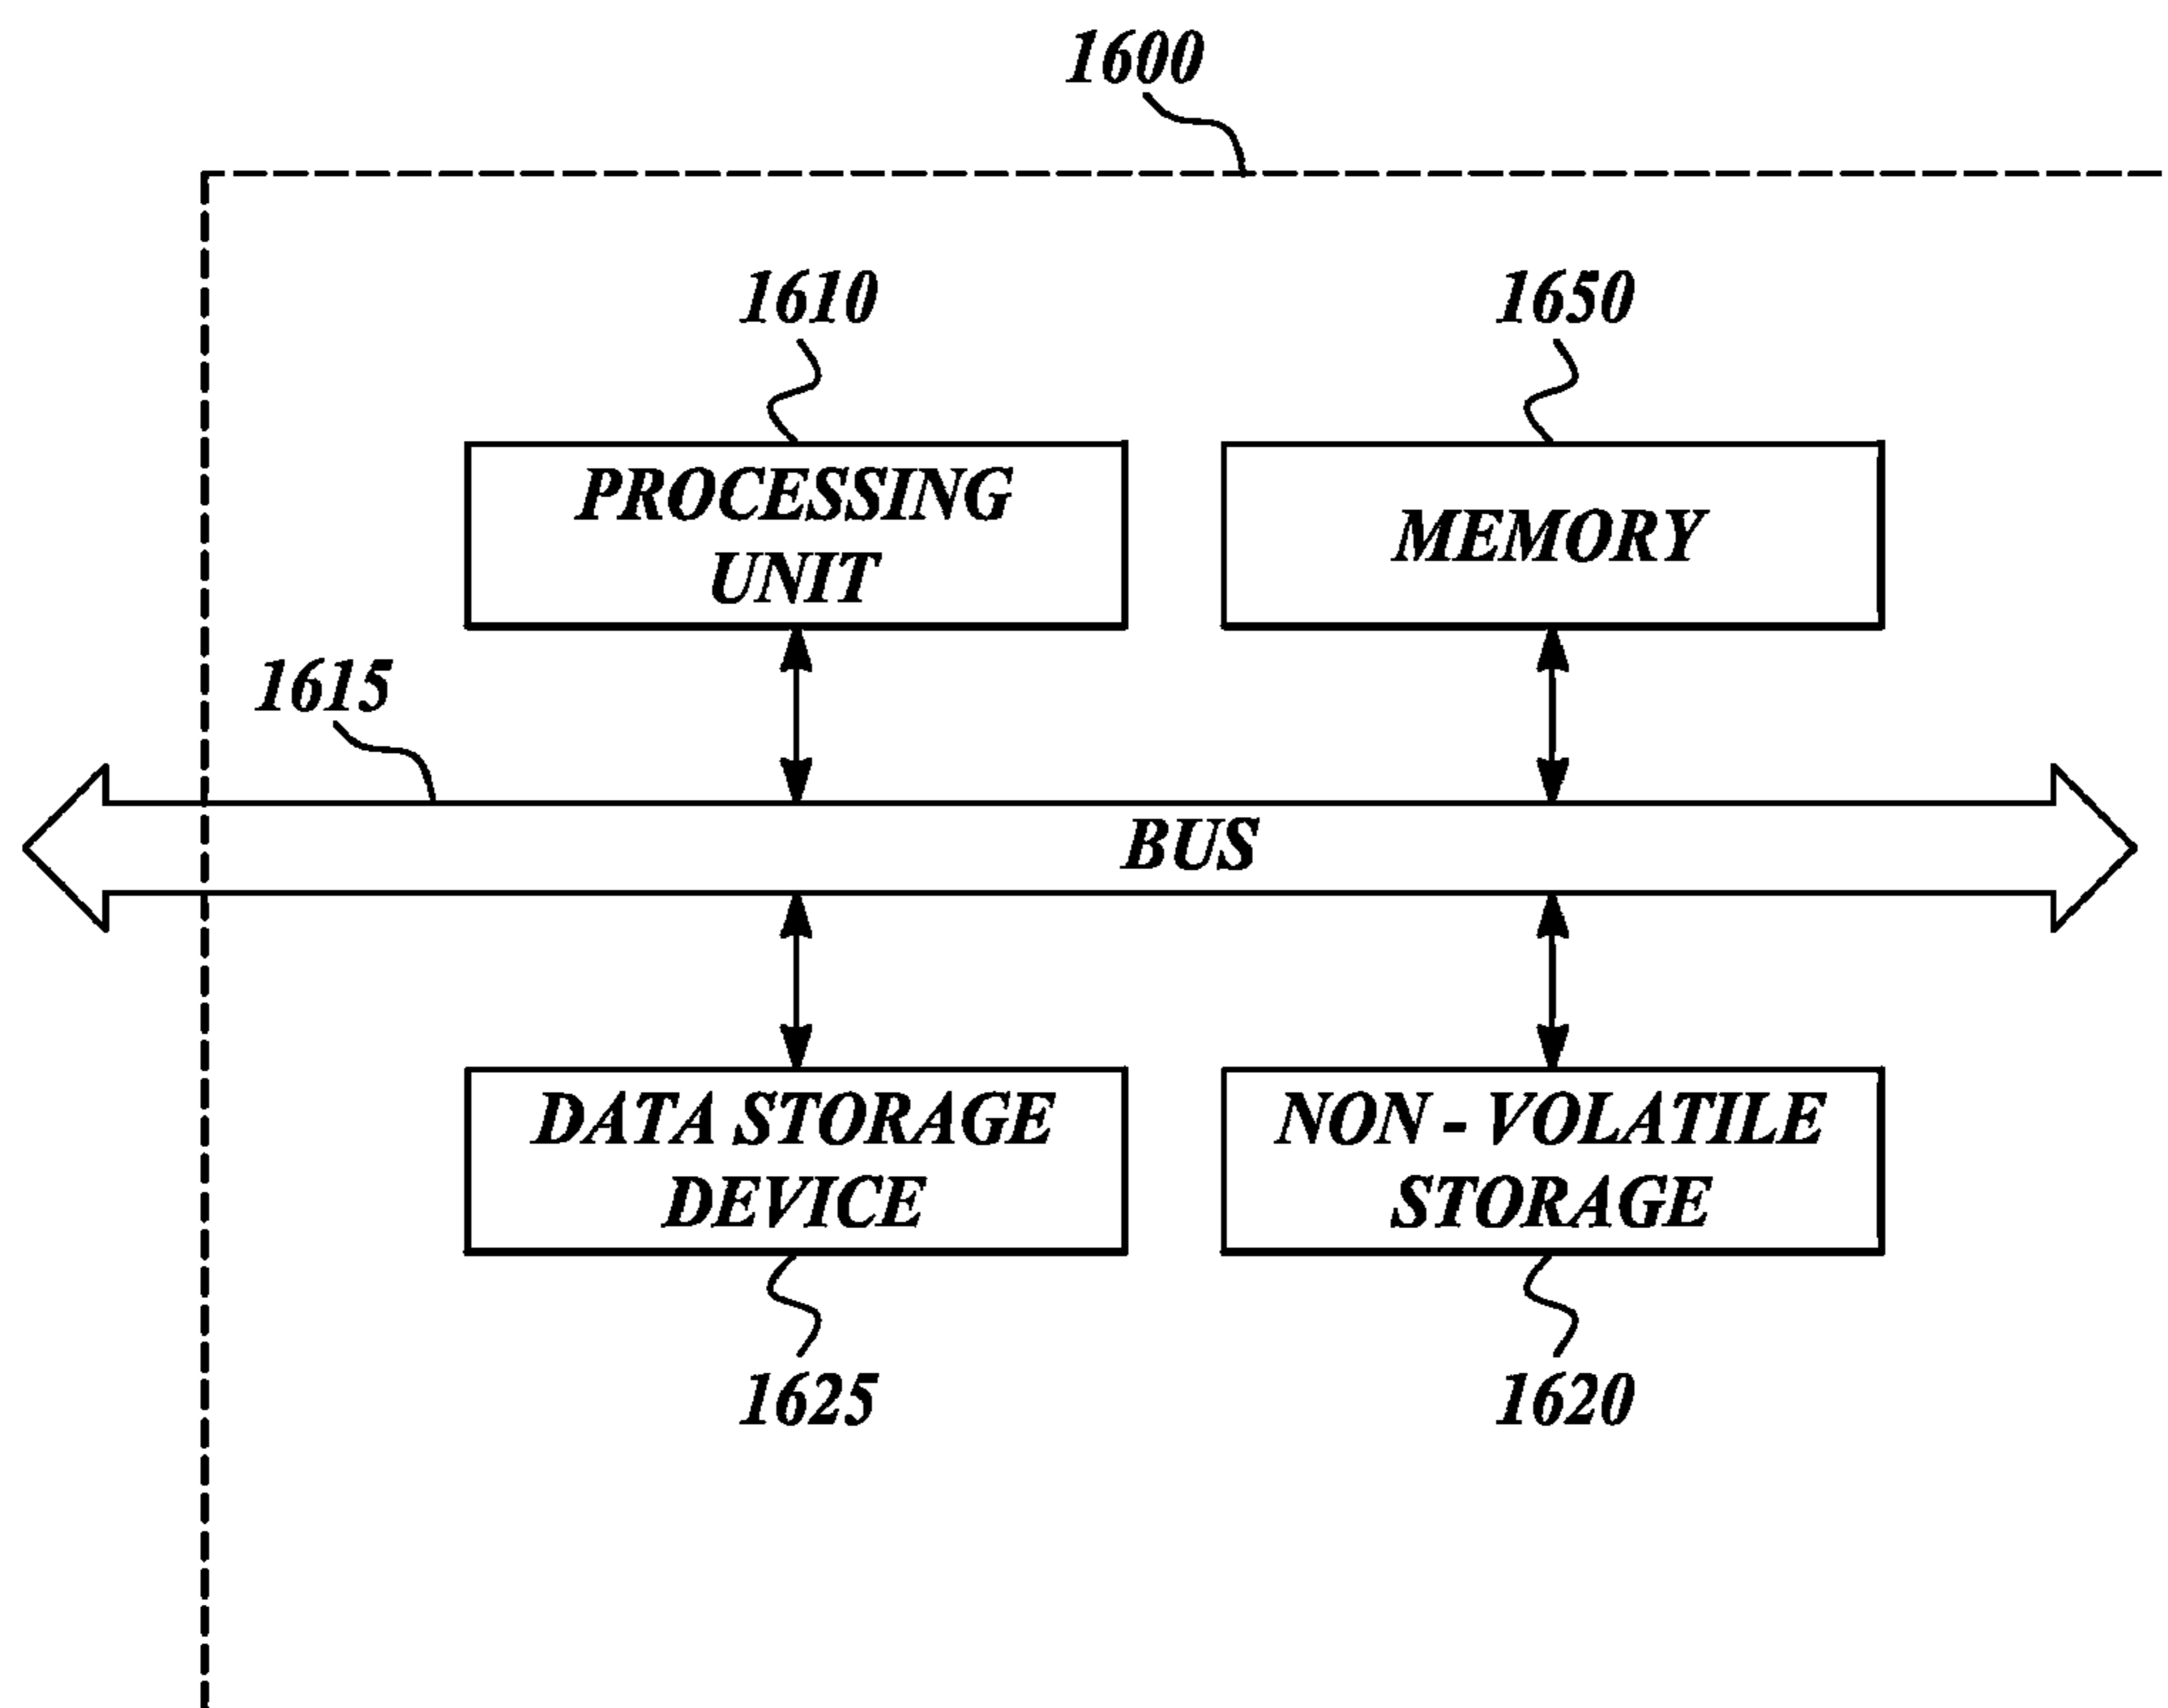 1600
1610
1650
PROCESSING
UNIT
MEMORY
1615
BUS
DATA STORAGE
DEVICE
NON - VOLATILE
STORAGE
1625
1620